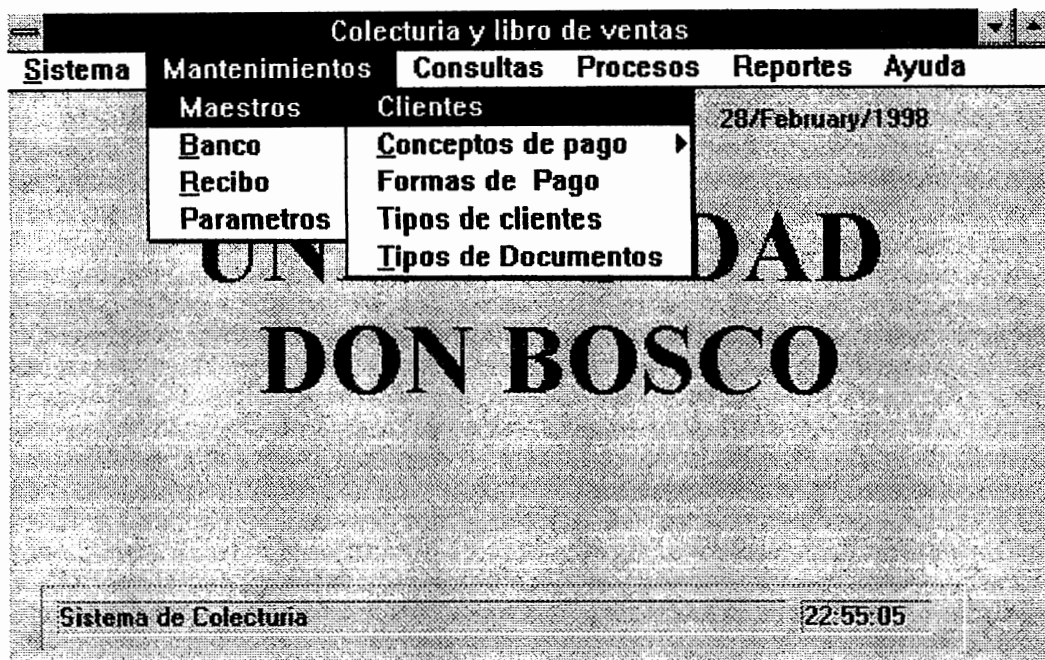 Colecturia y libro de ventas
Sistema Mantenimientos Consultas Procesos Reportes Ayuda
Maestros Clientes 28/February/1998
Banco Conceptos de pago
Recibo Formas de Pago
Parametros Tipos de clientes
Tipos de Documentos
UNI DAD
DON BOSCO
Sistema de Colecturia 22:55:05